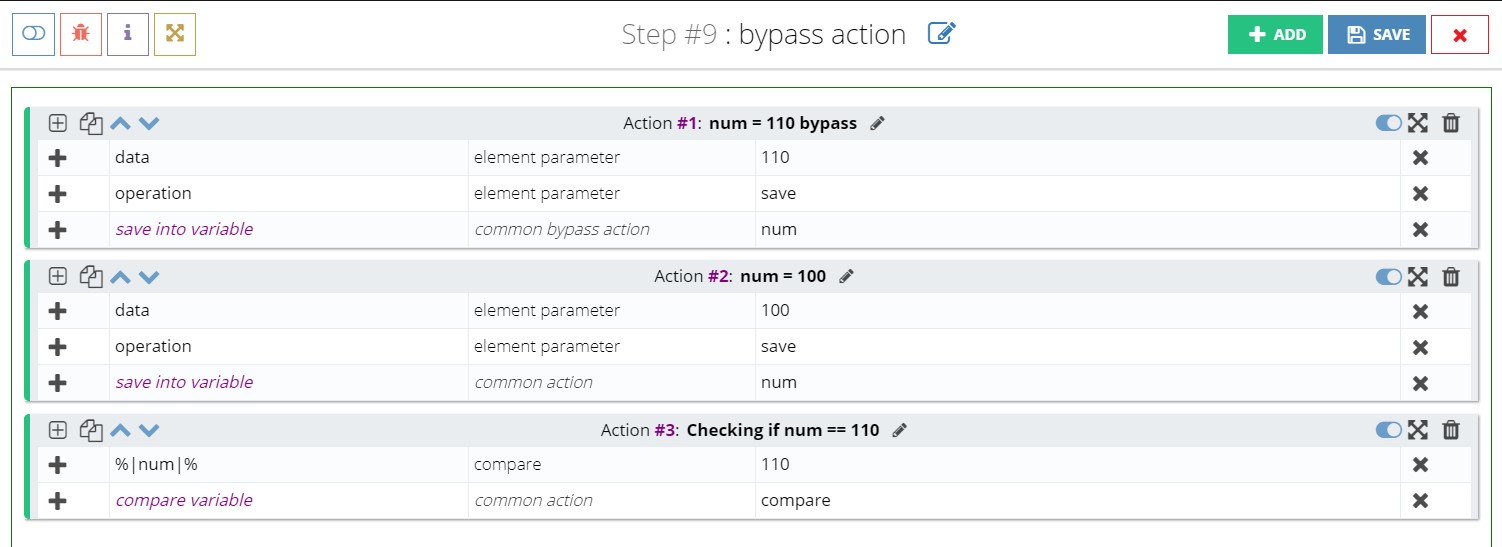 Step #9 : bypass action
ADD
SAVE
Action #1: num = 110 bypass
data element parameter 110
operation element parameter save
save into variable common bypass action num
Action #2: num = 100
data element parameter 100
operation element parameter save
save into variable common action num
Action #3: Checking if num == 110
%|num|% compare 110
compare variable common action compare